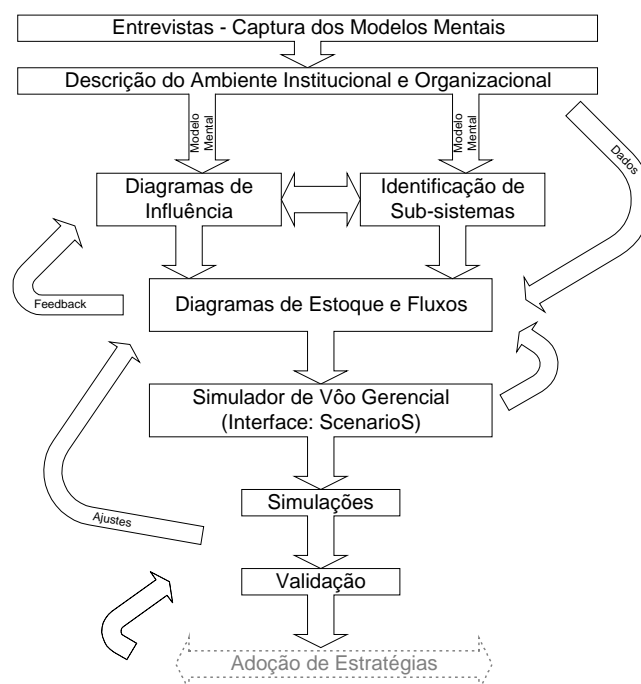 Entrevistas - Captura dos Modelos Mentais
Descrição do Ambiente Institucional e Organizacional
Modelo
Mental
Modelo
Mental
Dados
Diagramas de
Influência
Identificação de
Sub-sistemas
Feedback
Diagramas de Estoque e Fluxos
Simulador de Vôo Gerencial
(Interface: ScenarioS)
Simulações
Ajustes
Validação
Adoção de Estratégias